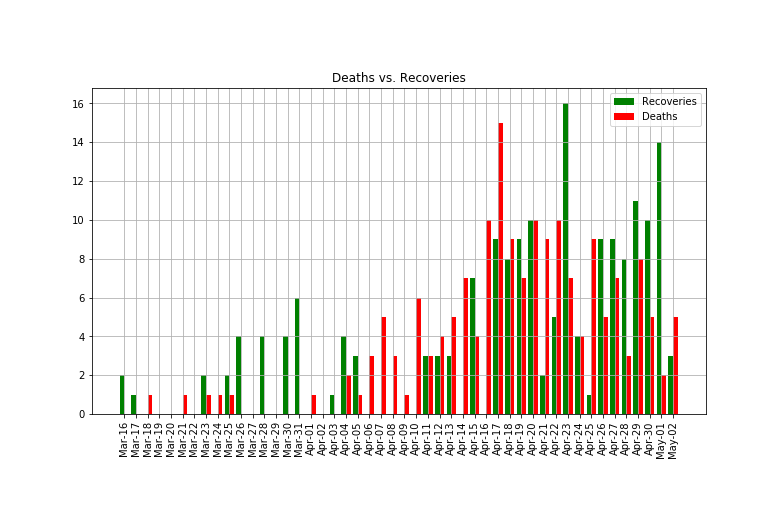 Deaths vs. Recoveries
Recoveries
Deaths
16
14
12
10
8
6
4
2
0
Mar-16
Mar-17
Mar-18
Mar-19
Mar-20
Mar-21
Mar-22
Mar-23
Mar-24
Mar-25
Mar-26
Mar-27
Mar-28
Mar-29
Mar-30
Mar-31
Apr-01
Apr-02
Apr-03
Apr-04
Apr-05
Apr-06
Apr-07
Apr-08
Apr-09
Apr-10
Apr-11
Apr-12
Apr-13
Apr-14
Apr-15
Apr-16
Apr-17
Apr-18
Apr-19
Apr-20
Apr-21
Apr-22
Apr-23
Apr-24
Apr-25
Apr-26
Apr-27
Apr-28
Apr-29
Apr-30
May-01
May-02